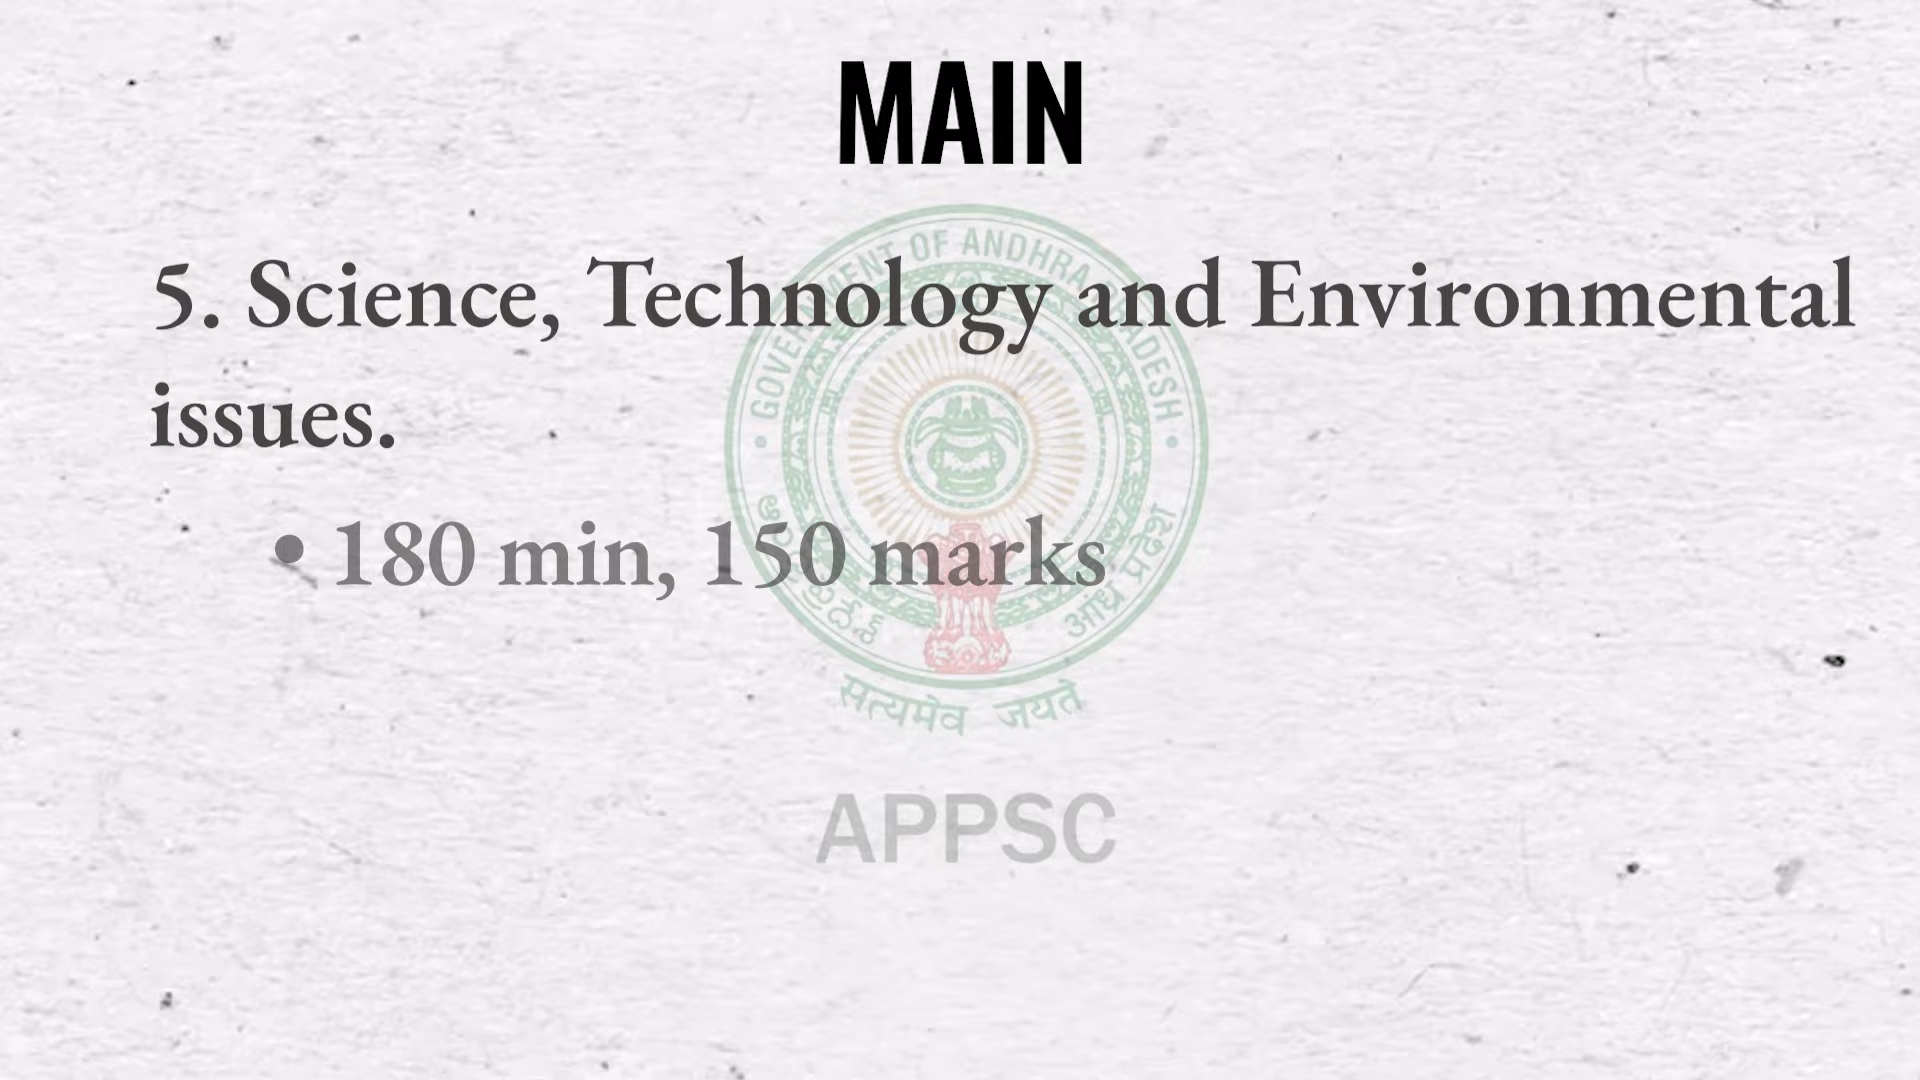 MAIN
GOVERNMENT OF ANDHRA PRADESH
5. Science, Technology and Environmental
issues.
• 180 min, 150 marks
आंध्र प्रदेश
सत्यमेव जयते
APPSC